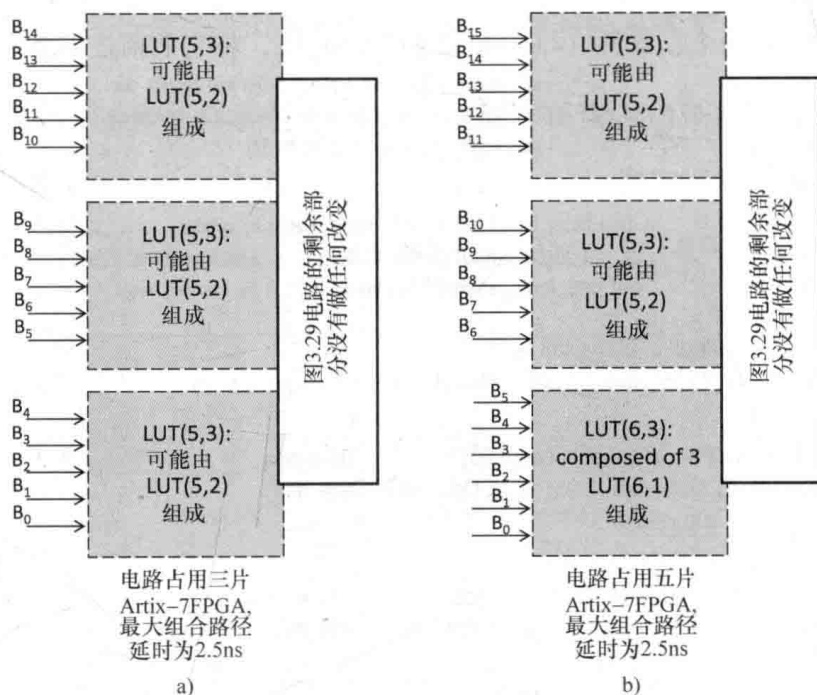 B14
B13
B12
B11
B10
LUT(5,3):
可能由
LUT(5,2)
组成
B9
B8
B7
B6
B5
LUT(5,3):
可能由
LUT(5,2)
组成
B4
B3
B2
B1
B0
LUT(5,3):
可能由
LUT(5,2)
组成
图3.29电路的剩余部
分没有做任何改变
电路占用三片
Artix-7FPGA,
最大组合路径
延时为2.5ns
a)
B15
B14
B13
B12
B11
LUT(5,3):
可能由
LUT(5,2)
组成
B10
B9
B8
B7
B6
LUT(5,3):
可能由
LUT(5,2)
组成
B5
B4
B3
B2
B1
B0
LUT(6,3):
composed of 3
LUT(6,1)
组成
图3.29电路的剩余部
分没有做任何改变
电路占用五片
Artix-7FPGA,
最大组合路径
延时为2.5ns
b)